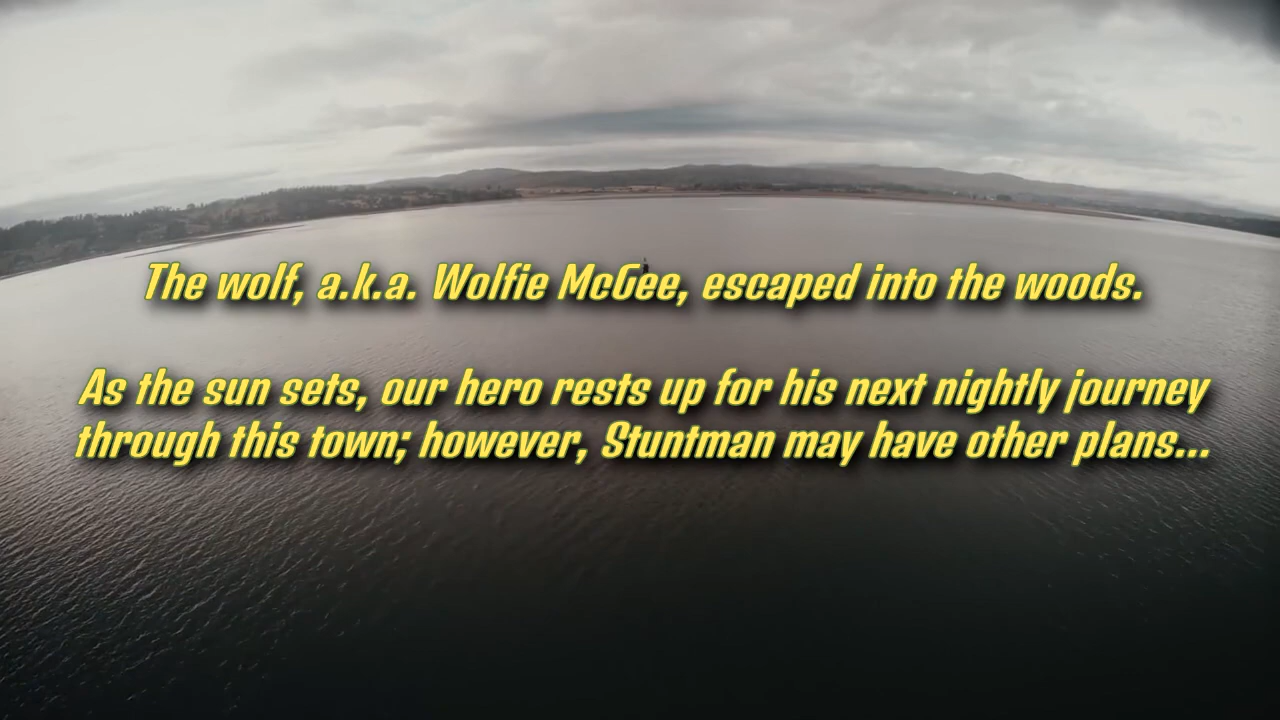 The wolf, a.k.a. Wolfie McGee, escaped into the woods.
As the sun sets, our hero rests up for his next nightly journey
through this town; however, Stuntman may have other plans...